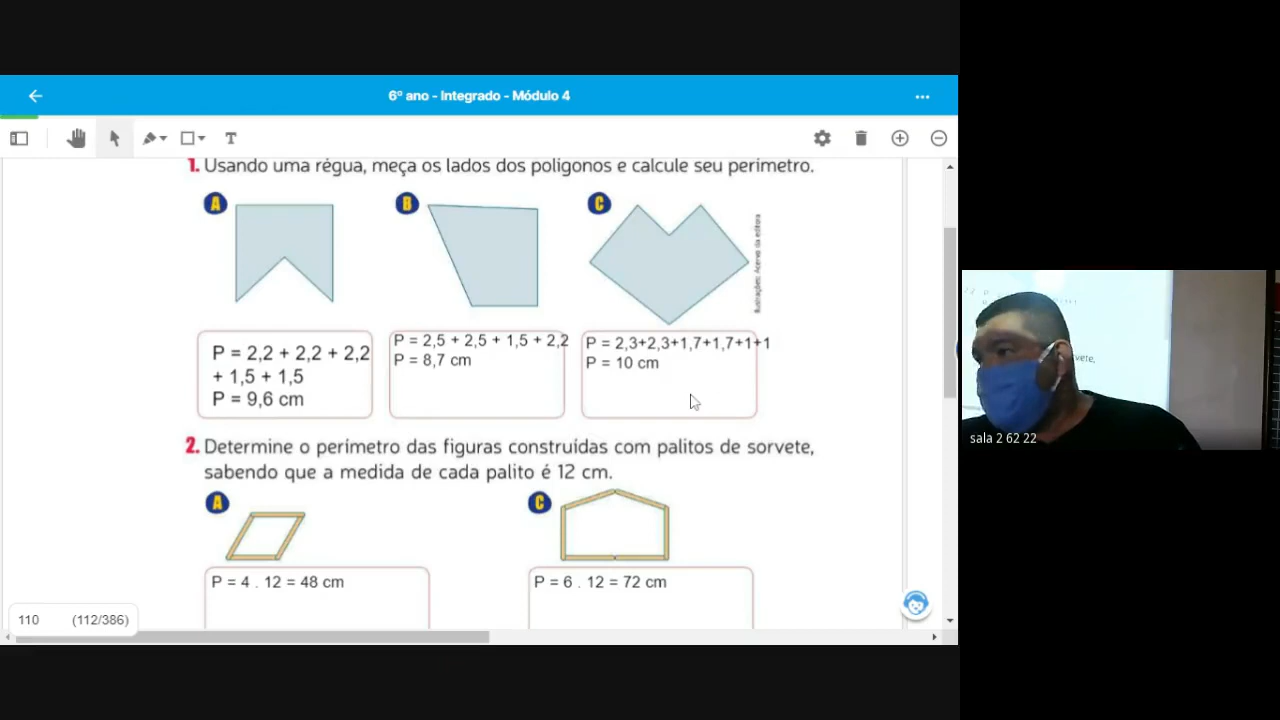 6º ano - Integrado - Módulo 4
T
1. Usando uma régua, meça os lados dos polígonos e calcule seu perímetro.
A
B
C
Ilustrações: Acervo da editora
P = 2,2 + 2,2 + 2,2
+ 1,5 + 1,5
P = 9,6 cm
P = 2,5 + 2,5 + 1,5 + 2,2
P = 8,7 cm
P = 2,3+2,3+1,7+1,7+1+1
P = 10 cm
2. Determine o perímetro das figuras construídas com palitos de sorvete,
sabendo que a medida de cada palito é 12 cm.
A
C
P = 4 . 12 = 48 cm
P = 6 . 12 = 72 cm
110 (112/386)
sala 2 62 22